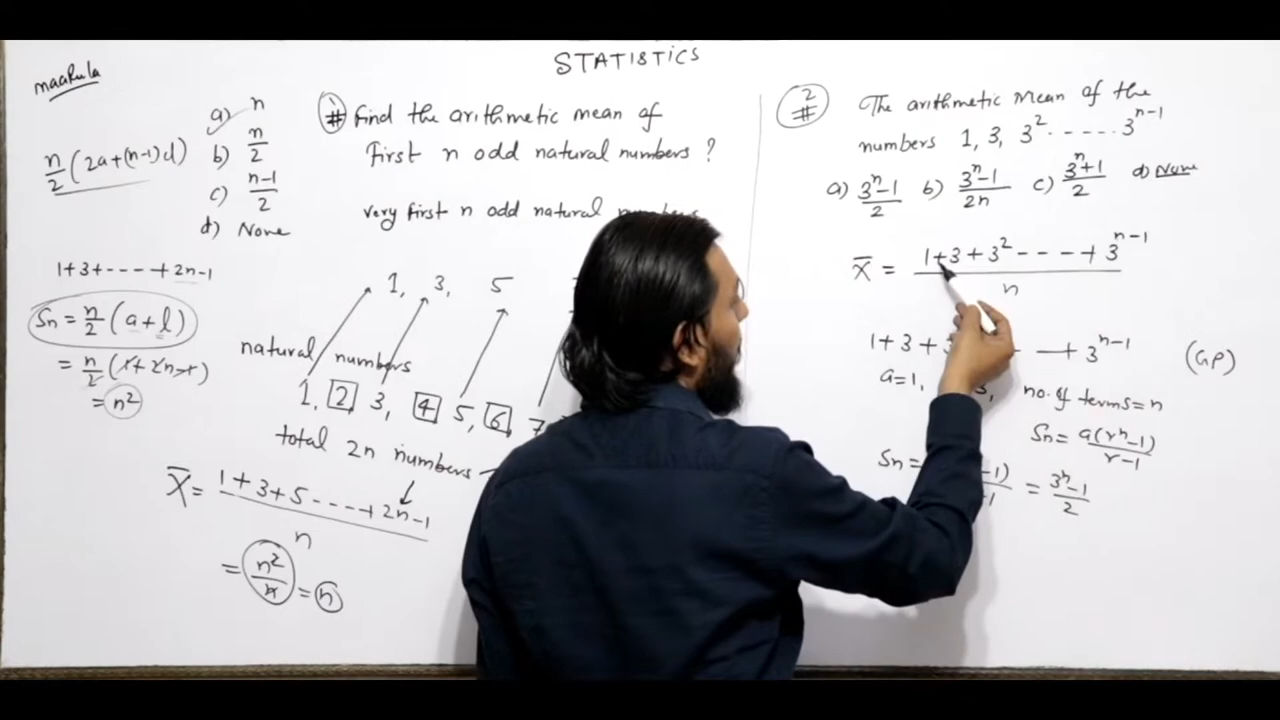 STATISTICS
maarula
n/2 (2a+(n-1)d)
a) n
b) n/2
c) n-1/2
d) None
1+3+----+2n-1
Sn = n/2 (a+l)
= n/2 (1+2n-1)
= n²
# Find the arithmetic mean of
First n odd natural numbers ?
very first n odd natural numbers
1, 3, 5
natural numbers
1, 2 3, 4 5, 6 7
total 2n numbers
X̄ = 1+3+5----+2n-1 / n
= n²/n = n
2 # The arithmetic Mean of the
numbers 1, 3, 3² ...... 3^(n-1)
a) 3^n-1/2 b) 3^n-1/2n c) 3^n+1/2 d) None
X̄ = 1+3+3²----+3^(n-1) / n
1+3+ — + 3^(n-1) (GP)
a=1, 3, no. of terms = n
Sn = a(r^n-1)/r-1
Sn = -1) = 3^n-1/2